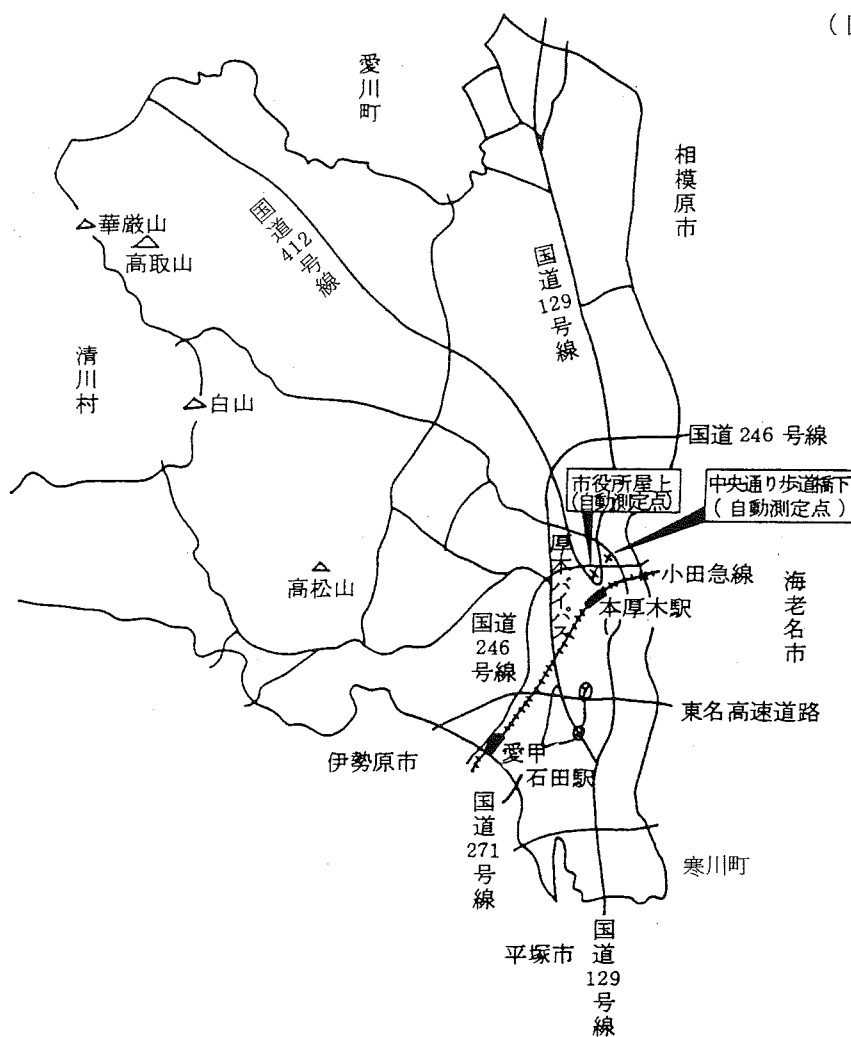 愛川町
相模原市
国道412号線
華厳山
高取山
国道129号線
清川村
白山
国道 246 号線
市役所屋上
(自動測定点)
中央通り歩道橋下
(自動測定点)
厚木バイパス
小田急線
高松山
本厚木駅
海老名市
国道246号線
東名高速道路
伊勢原市
愛甲
石田駅
国道271号線
寒川町
平塚市
国道129号線